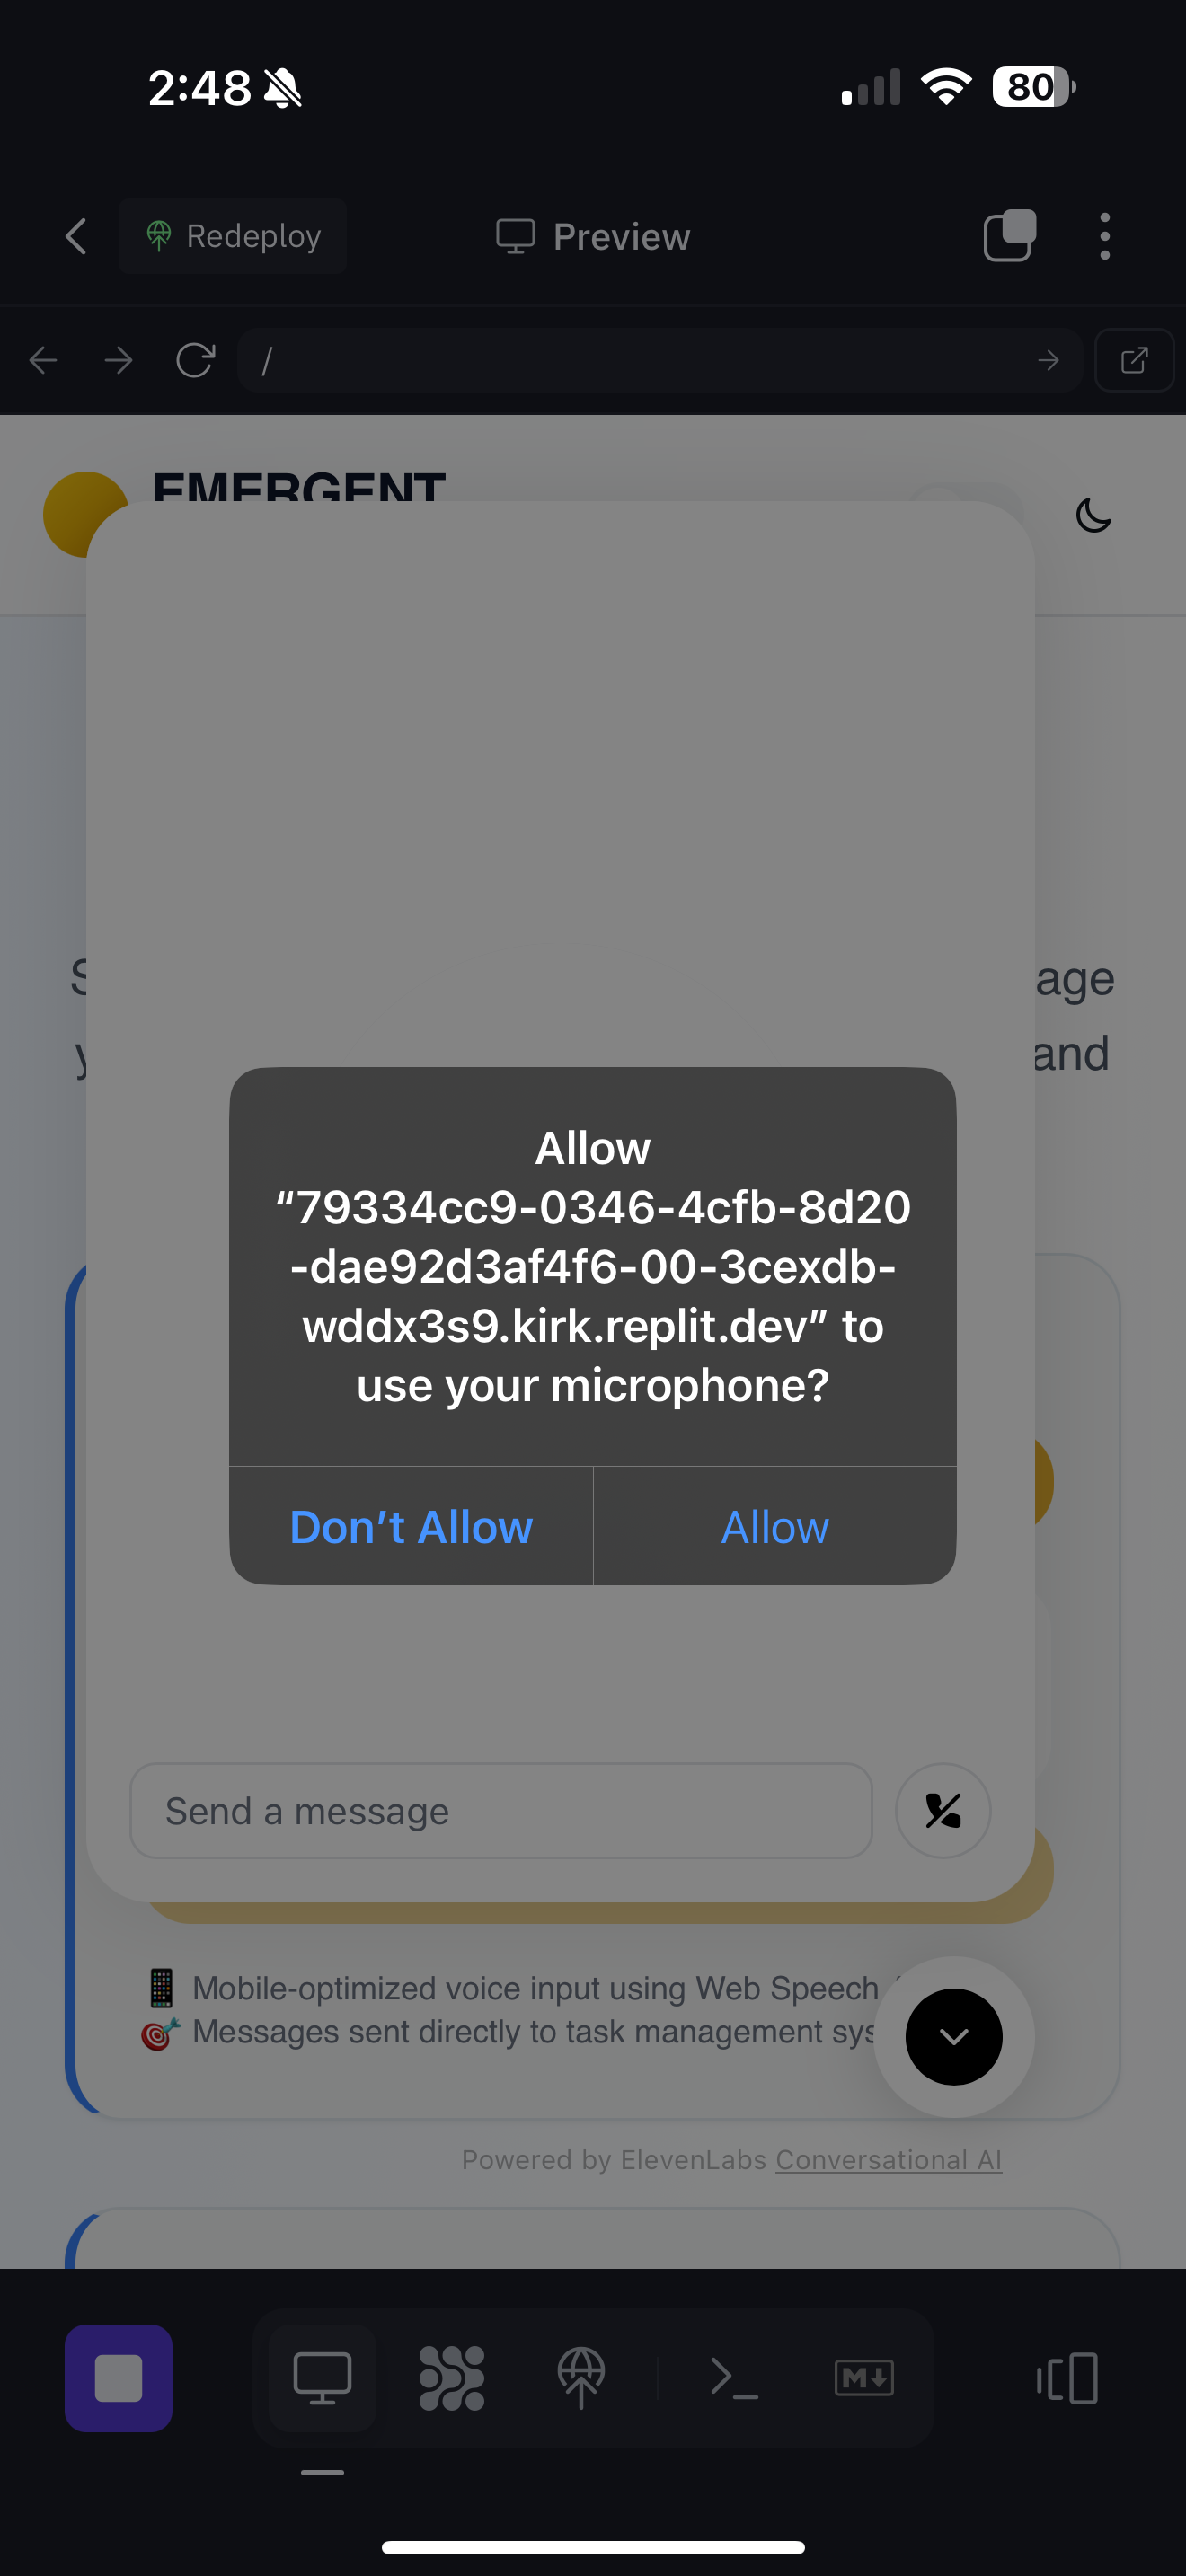 2:48
80
Redeploy
Preview
/
EMERGENT
age
and
Allow
“79334cc9-0346-4cfb-8d20
-dae92d3af4f6-00-3cexdb-
wddx3s9.kirk.replit.dev” to
use your microphone?
Don’t Allow
Allow
Send a message
Mobile-optimized voice input using Web Speech
Messages sent directly to task management sys
Powered by ElevenLabs Conversational AI
M